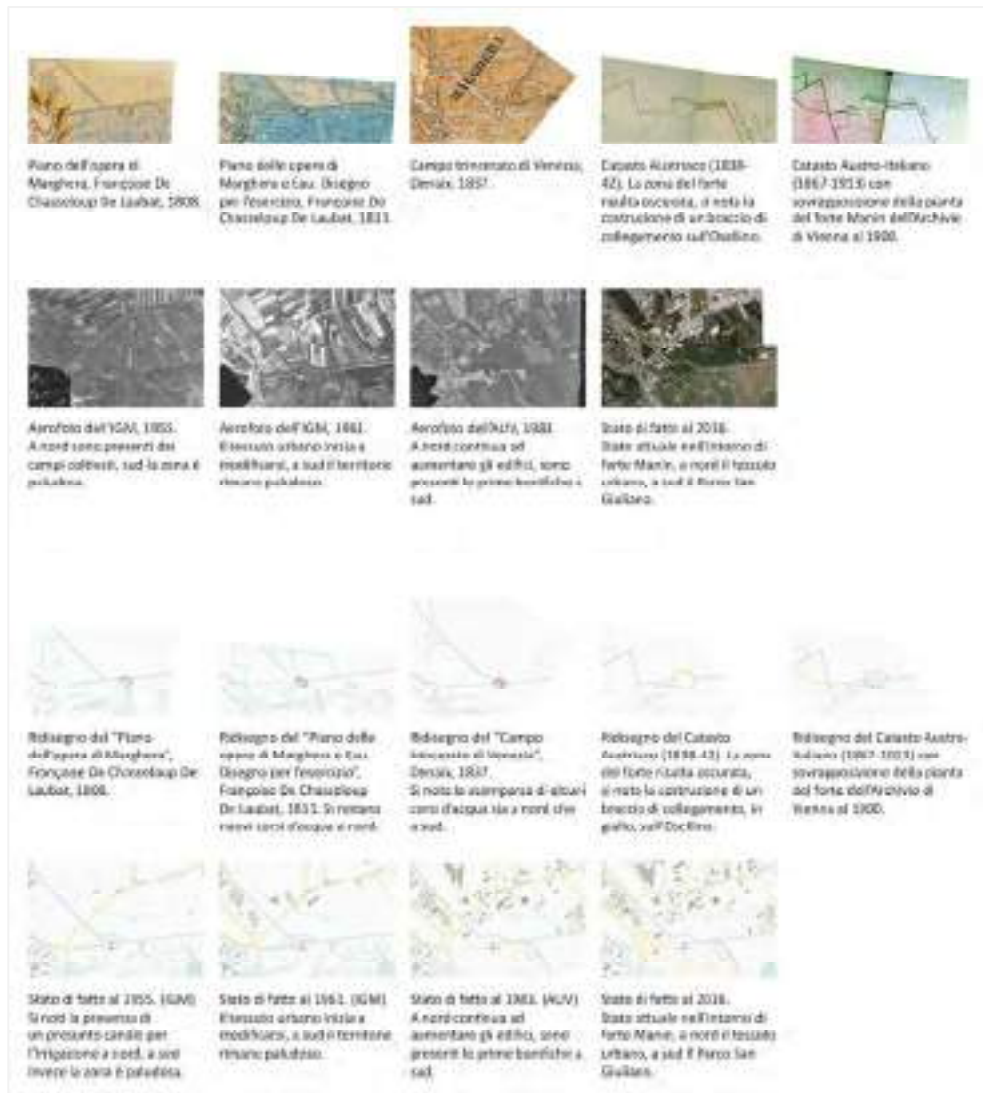 Piano dell'opera di
Marghera, Françoise De
Chasseloup De Laubat, 1808.
Piano delle opere di
Marghera e Eau. Disegno
per l'esercizio, Françoise De
Chasseloup De Laubat, 1811.
Campo trincerato di Venezia,
Denaix, 1837.
Catasto Austriaco (1838-
42). La zona del forte
risulta oscurata, si nota la
costruzione di un braccio di
collegamento sull'Osellino.
Catasto Austro-Italiano
(1867-1913) con
sovrapposizione della pianta
del forte Manin dell'Archivio
di Vienna al 1900.
Aerofoto dell'IGM, 1955.
A nord sono presenti dei
campi coltivati, sud la zona è
paludosa.
Aerofoto dell'IGM, 1961.
Il tessuto urbano inizia a
modificarsi, a sud il territorio
rimane paludoso.
Aerofoto dell'AUV, 1983.
A nord continua ad
aumentare gli edifici, sono
presenti le prime bonifiche a
sud.
Stato di fatto al 2016.
Stato attuale nell'intorno di
forte Manin, a nord il tessuto
urbano, a sud il Parco San
Giuliano.
Ridisegno del "Piano
dell'opera di Marghera",
Françoise De Chasseloup De
Laubat, 1808.
Ridisegno del "Piano delle
opere di Marghera e Eau.
Disegno per l'esercizio",
Françoise De Chasseloup
De Laubat, 1811. Si notano
nuovi corsi d'acqua a nord.
Ridisegno del "Campo
trincerato di Venezia",
Denaix, 1837.
Si nota la scomparsa di alcuni
corsi d'acqua sia a nord che
a sud.
Ridisegno del Catasto
Austriaco (1838-42). La zona
del forte risulta oscurata,
si nota la costruzione di un
braccio di collegamento, in
giallo, sull'Osellino.
Ridisegno del Catasto Austro-
Italiano (1867-1913) con
sovrapposizione della pianta
del forte dell'Archivio di
Vienna al 1900.
Stato di fatto al 1955. (IGM)
Si noti la presenza di
un presunto canale per
l'irrigazione a nord, a sud
invece la zona è paludosa.
Stato di fatto al 1961. (IGM)
Il tessuto urbano inizia a
modificarsi, a sud il territorio
rimane paludoso.
Stato di fatto al 1983. (AUV)
A nord continua ad
aumentare gli edifici, sono
presenti le prime bonifiche a
sud.
Stato di fatto al 2016.
Stato attuale nell'intorno di
forte Manin, a nord il tessuto
urbano, a sud il Parco San
Giuliano.